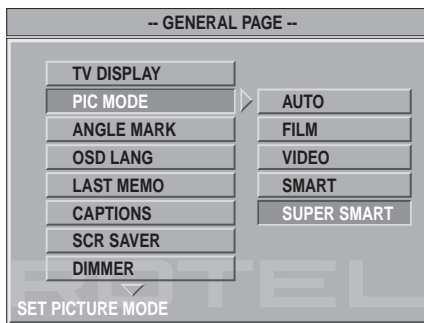 -- GENERAL PAGE --
TV DISPLAY
PIC MODE
ANGLE MARK
OSD LANG
LAST MEMO
CAPTIONS
SCR SAVER
DIMMER
AUTO
FILM
VIDEO
SMART
SUPER SMART
ROTEL
SET PICTURE MODE